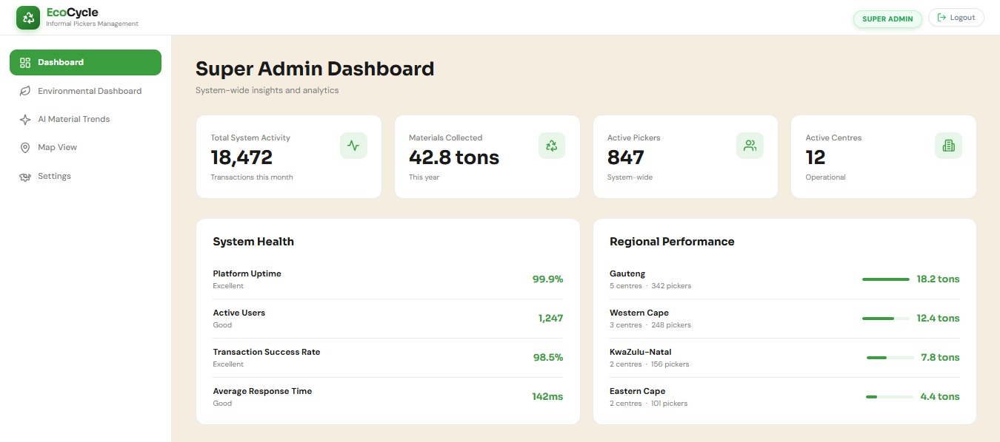 EcoCycle
Informal Pickers Management
SUPER ADMIN
Logout
Dashboard
Environmental Dashboard
AI Material Trends
Map View
Settings
Super Admin Dashboard
System-wide insights and analytics
Total System Activity
18,472
Transactions this month
Materials Collected
42.8 tons
This year
Active Pickers
847
System-wide
Active Centres
12
Operational
System Health
Platform Uptime
Excellent
99.9%
Active Users
Good
1,247
Transaction Success Rate
Excellent
98.5%
Average Response Time
Good
142ms
Regional Performance
Gauteng
5 centres · 342 pickers
18.2 tons
Western Cape
3 centres · 248 pickers
12.4 tons
KwaZulu-Natal
2 centres · 156 pickers
7.8 tons
Eastern Cape
2 centres · 101 pickers
4.4 tons